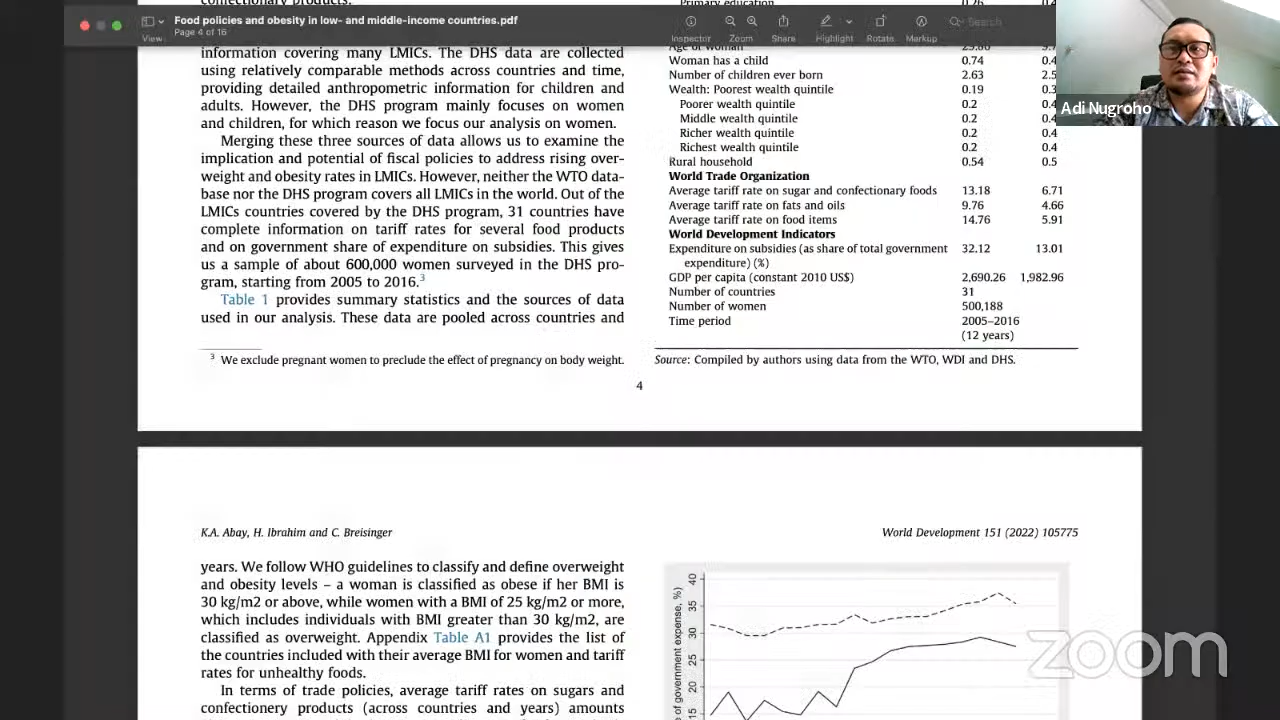 Food policies and obesity in low- and middle-income countries.pdf
Page 4 of 16
View
Inspector
Zoom
Share
Highlight
Rotate
Markup
Search
Adi Nugroho
information covering many LMICs. The DHS data are collected
using relatively comparable methods across countries and time,
providing detailed anthropometric information for children and
adults. However, the DHS program mainly focuses on women
and children, for which reason we focus our analysis on women.
Merging these three sources of data allows us to examine the
implication and potential of fiscal policies to address rising over-
weight and obesity rates in LMICs. However, neither the WTO data-
base nor the DHS program covers all LMICs in the world. Out of the
LMICs countries covered by the DHS program, 31 countries have
complete information on tariff rates for several food products
and on government share of expenditure on subsidies. This gives
us a sample of about 600,000 women surveyed in the DHS pro-
gram, starting from 2005 to 2016.3
Table 1 provides summary statistics and the sources of data
used in our analysis. These data are pooled across countries and
3 We exclude pregnant women to preclude the effect of pregnancy on body weight.
Woman has a child 0.74 0.4
Number of children ever born 2.63 2.5
Wealth: Poorest wealth quintile 0.19 0.3
Poorer wealth quintile 0.2 0.4
Middle wealth quintile 0.2 0.4
Richer wealth quintile 0.2 0.4
Richest wealth quintile 0.2 0.4
Rural household 0.54 0.5
World Trade Organization
Average tariff rate on sugar and confectionary foods 13.18 6.71
Average tariff rate on fats and oils 9.76 4.66
Average tariff rate on food items 14.76 5.91
World Development Indicators
Expenditure on subsidies (as share of total government 32.12 13.01
expenditure) (%)
GDP per capita (constant 2010 US$) 2,690.26 1,982.96
Number of countries 31
Number of women 500,188
Time period 2005–2016
(12 years)
Source: Compiled by authors using data from the WTO, WDI and DHS.
4
K.A. Abay, H. Ibrahim and C. Breisinger
World Development 151 (2022) 105775
years. We follow WHO guidelines to classify and define overweight
and obesity levels – a woman is classified as obese if her BMI is
30 kg/m2 or above, while women with a BMI of 25 kg/m2 or more,
which includes individuals with BMI greater than 30 kg/m2, are
classified as overweight. Appendix Table A1 provides the list of
the countries included with their average BMI for women and tariff
rates for unhealthy foods.
In terms of trade policies, average tariff rates on sugars and
confectionery products (across countries and years) amounts
of government expense, %)
40
35
30
25
20
15
zoom